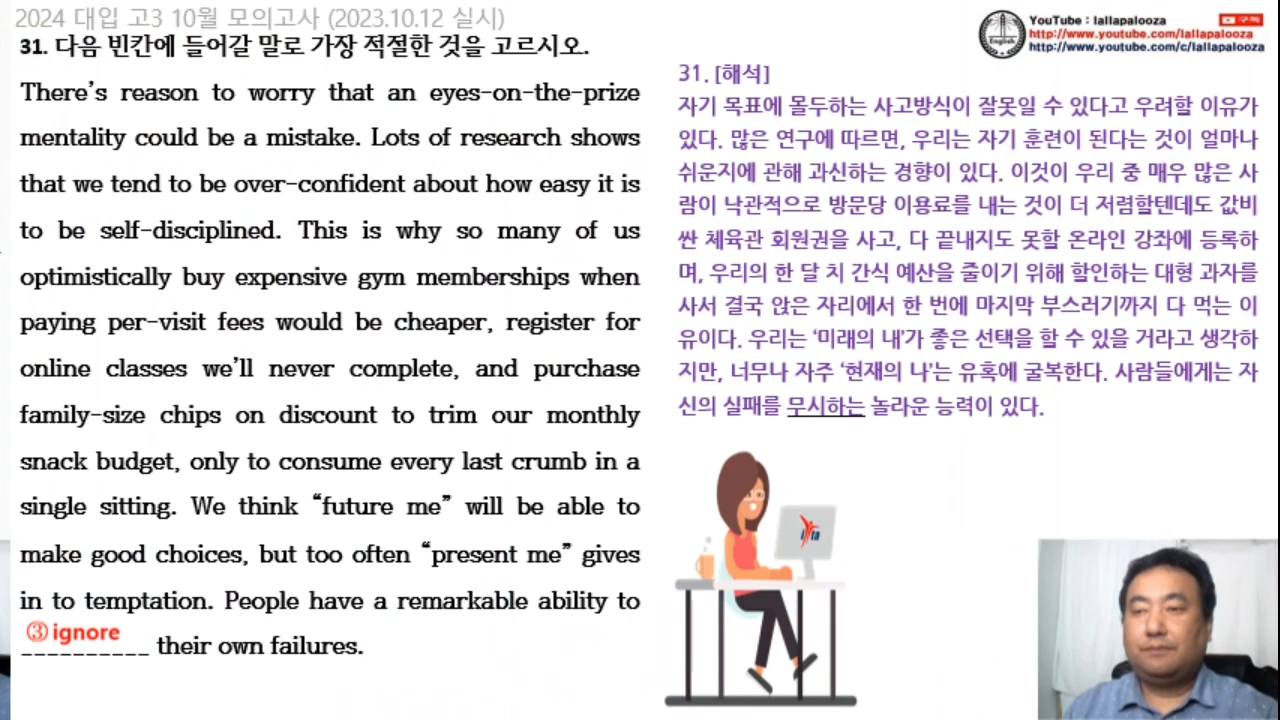 2024 대입 고3 10월 모의고사 (2023.10.12 실시)
31. 다음 빈칸에 들어갈 말로 가장 적절한 것을 고르시오.
There's reason to worry that an eyes-on-the-prize
mentality could be a mistake. Lots of research shows
that we tend to be over-confident about how easy it is
to be self-disciplined. This is why so many of us
optimistically buy expensive gym memberships when
paying per-visit fees would be cheaper, register for
online classes we'll never complete, and purchase
family-size chips on discount to trim our monthly
snack budget, only to consume every last crumb in a
single sitting. We think “future me” will be able to
make good choices, but too often “present me” gives
in to temptation. People have a remarkable ability to
③ ignore
__________ their own failures.
YouTube : lallapalooza
구독
http://www.youtube.com/lallapalooza
http://www.youtube.com/c/lallapalooza
English
31. [해석]
자기 목표에 몰두하는 사고방식이 잘못일 수 있다고 우려할 이유가
있다. 많은 연구에 따르면, 우리는 자기 훈련이 된다는 것이 얼마나
쉬운지에 관해 과신하는 경향이 있다. 이것이 우리 중 매우 많은 사
람이 낙관적으로 방문당 이용료를 내는 것이 더 저렴할텐데도 값비
싼 체육관 회원권을 사고, 다 끝내지도 못할 온라인 강좌에 등록하
며, 우리의 한 달 치 간식 예산을 줄이기 위해 할인하는 대형 과자를
사서 결국 앉은 자리에서 한 번에 마지막 부스러기까지 다 먹는 이
유이다. 우리는 ‘미래의 내’가 좋은 선택을 할 수 있을 거라고 생각하
지만, 너무나 자주 ‘현재의 나’는 유혹에 굴복한다. 사람들에게는 자
신의 실패를 무시하는 놀라운 능력이 있다.